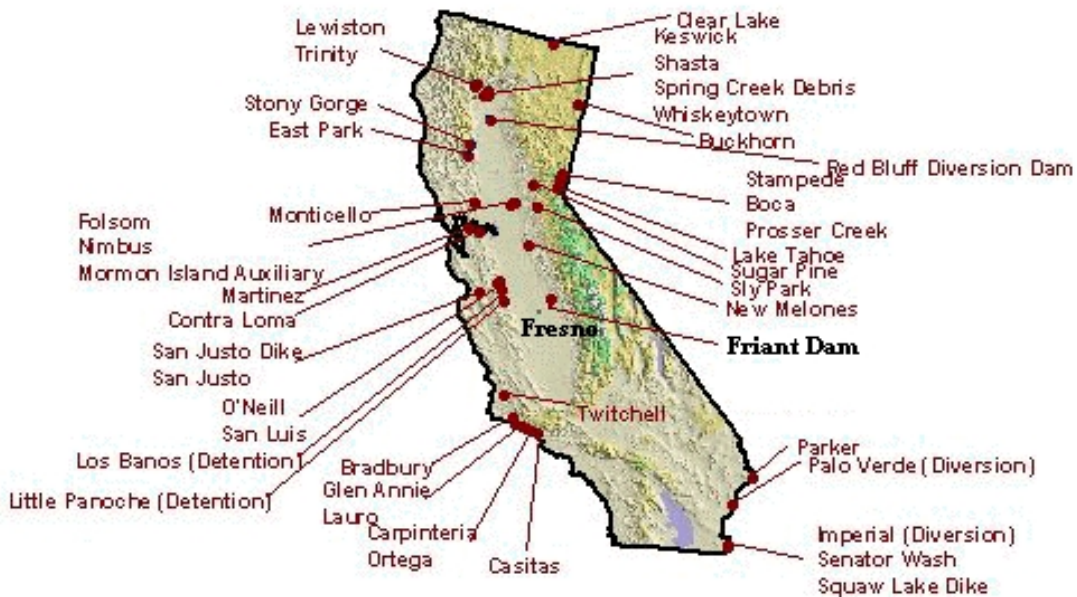 Lewiston
Trinity
Stony Gorge
East Park
Monticello
Folsom
Nimbus
Mormon Island Auxiliary
Martinez
Contra Loma
San Justo Dike
San Justo
O'Neill
San Luis
Los Banos (Detention)
Little Panoche (Detention)
Bradbury
Glen Annie
Lauro
Carpinteria
Ortega
Casitas
Twitchell
Fresno
Friant Dam
Clear Lake
Keswick
Shasta
Spring Creek Debris
Whiskeytown
Buckhorn
Red Bluff Diversion Dam
Stampede
Boca
Prosser Creek
Lake Tahoe
Sugar Pine
Sly Park
New Melones
Parker
Palo Verde (Diversion)
Imperial (Diversion)
Senator Wash
Squaw Lake Dike